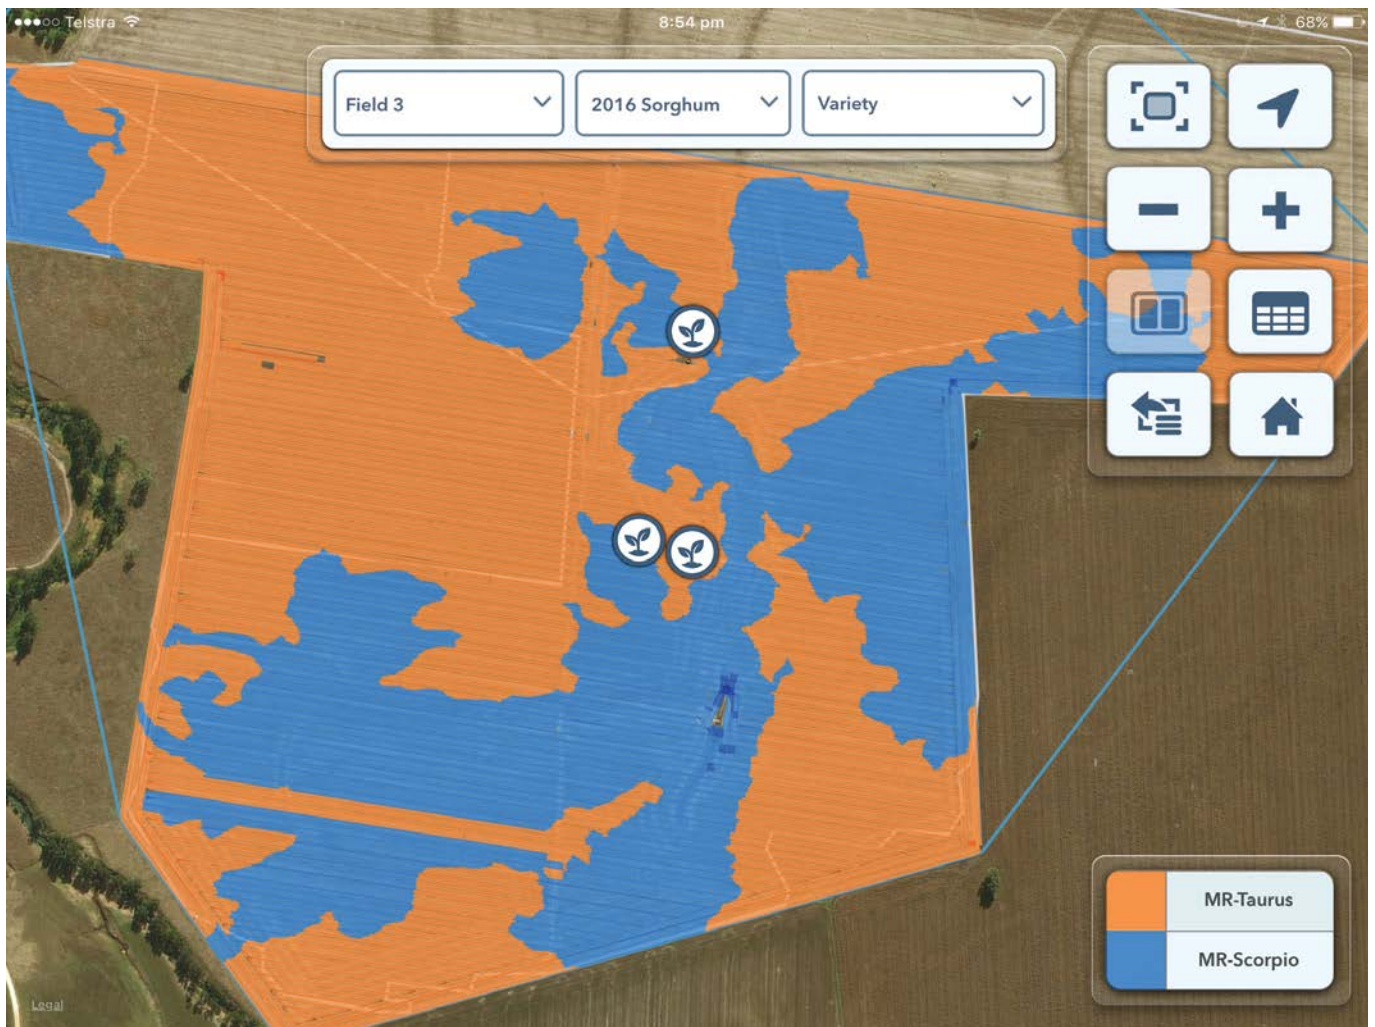 Telstra
8:54 pm
68%
Field 3
2016 Sorghum
Variety
MR-Taurus
MR-Scorpio
Legal